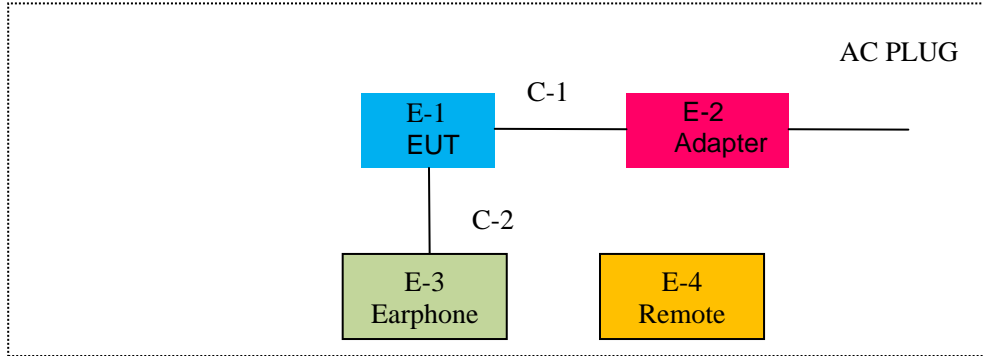 AC PLUG
C-1
E-1
EUT
E-2
Adapter
C-2
E-3
Earphone
E-4
Remote